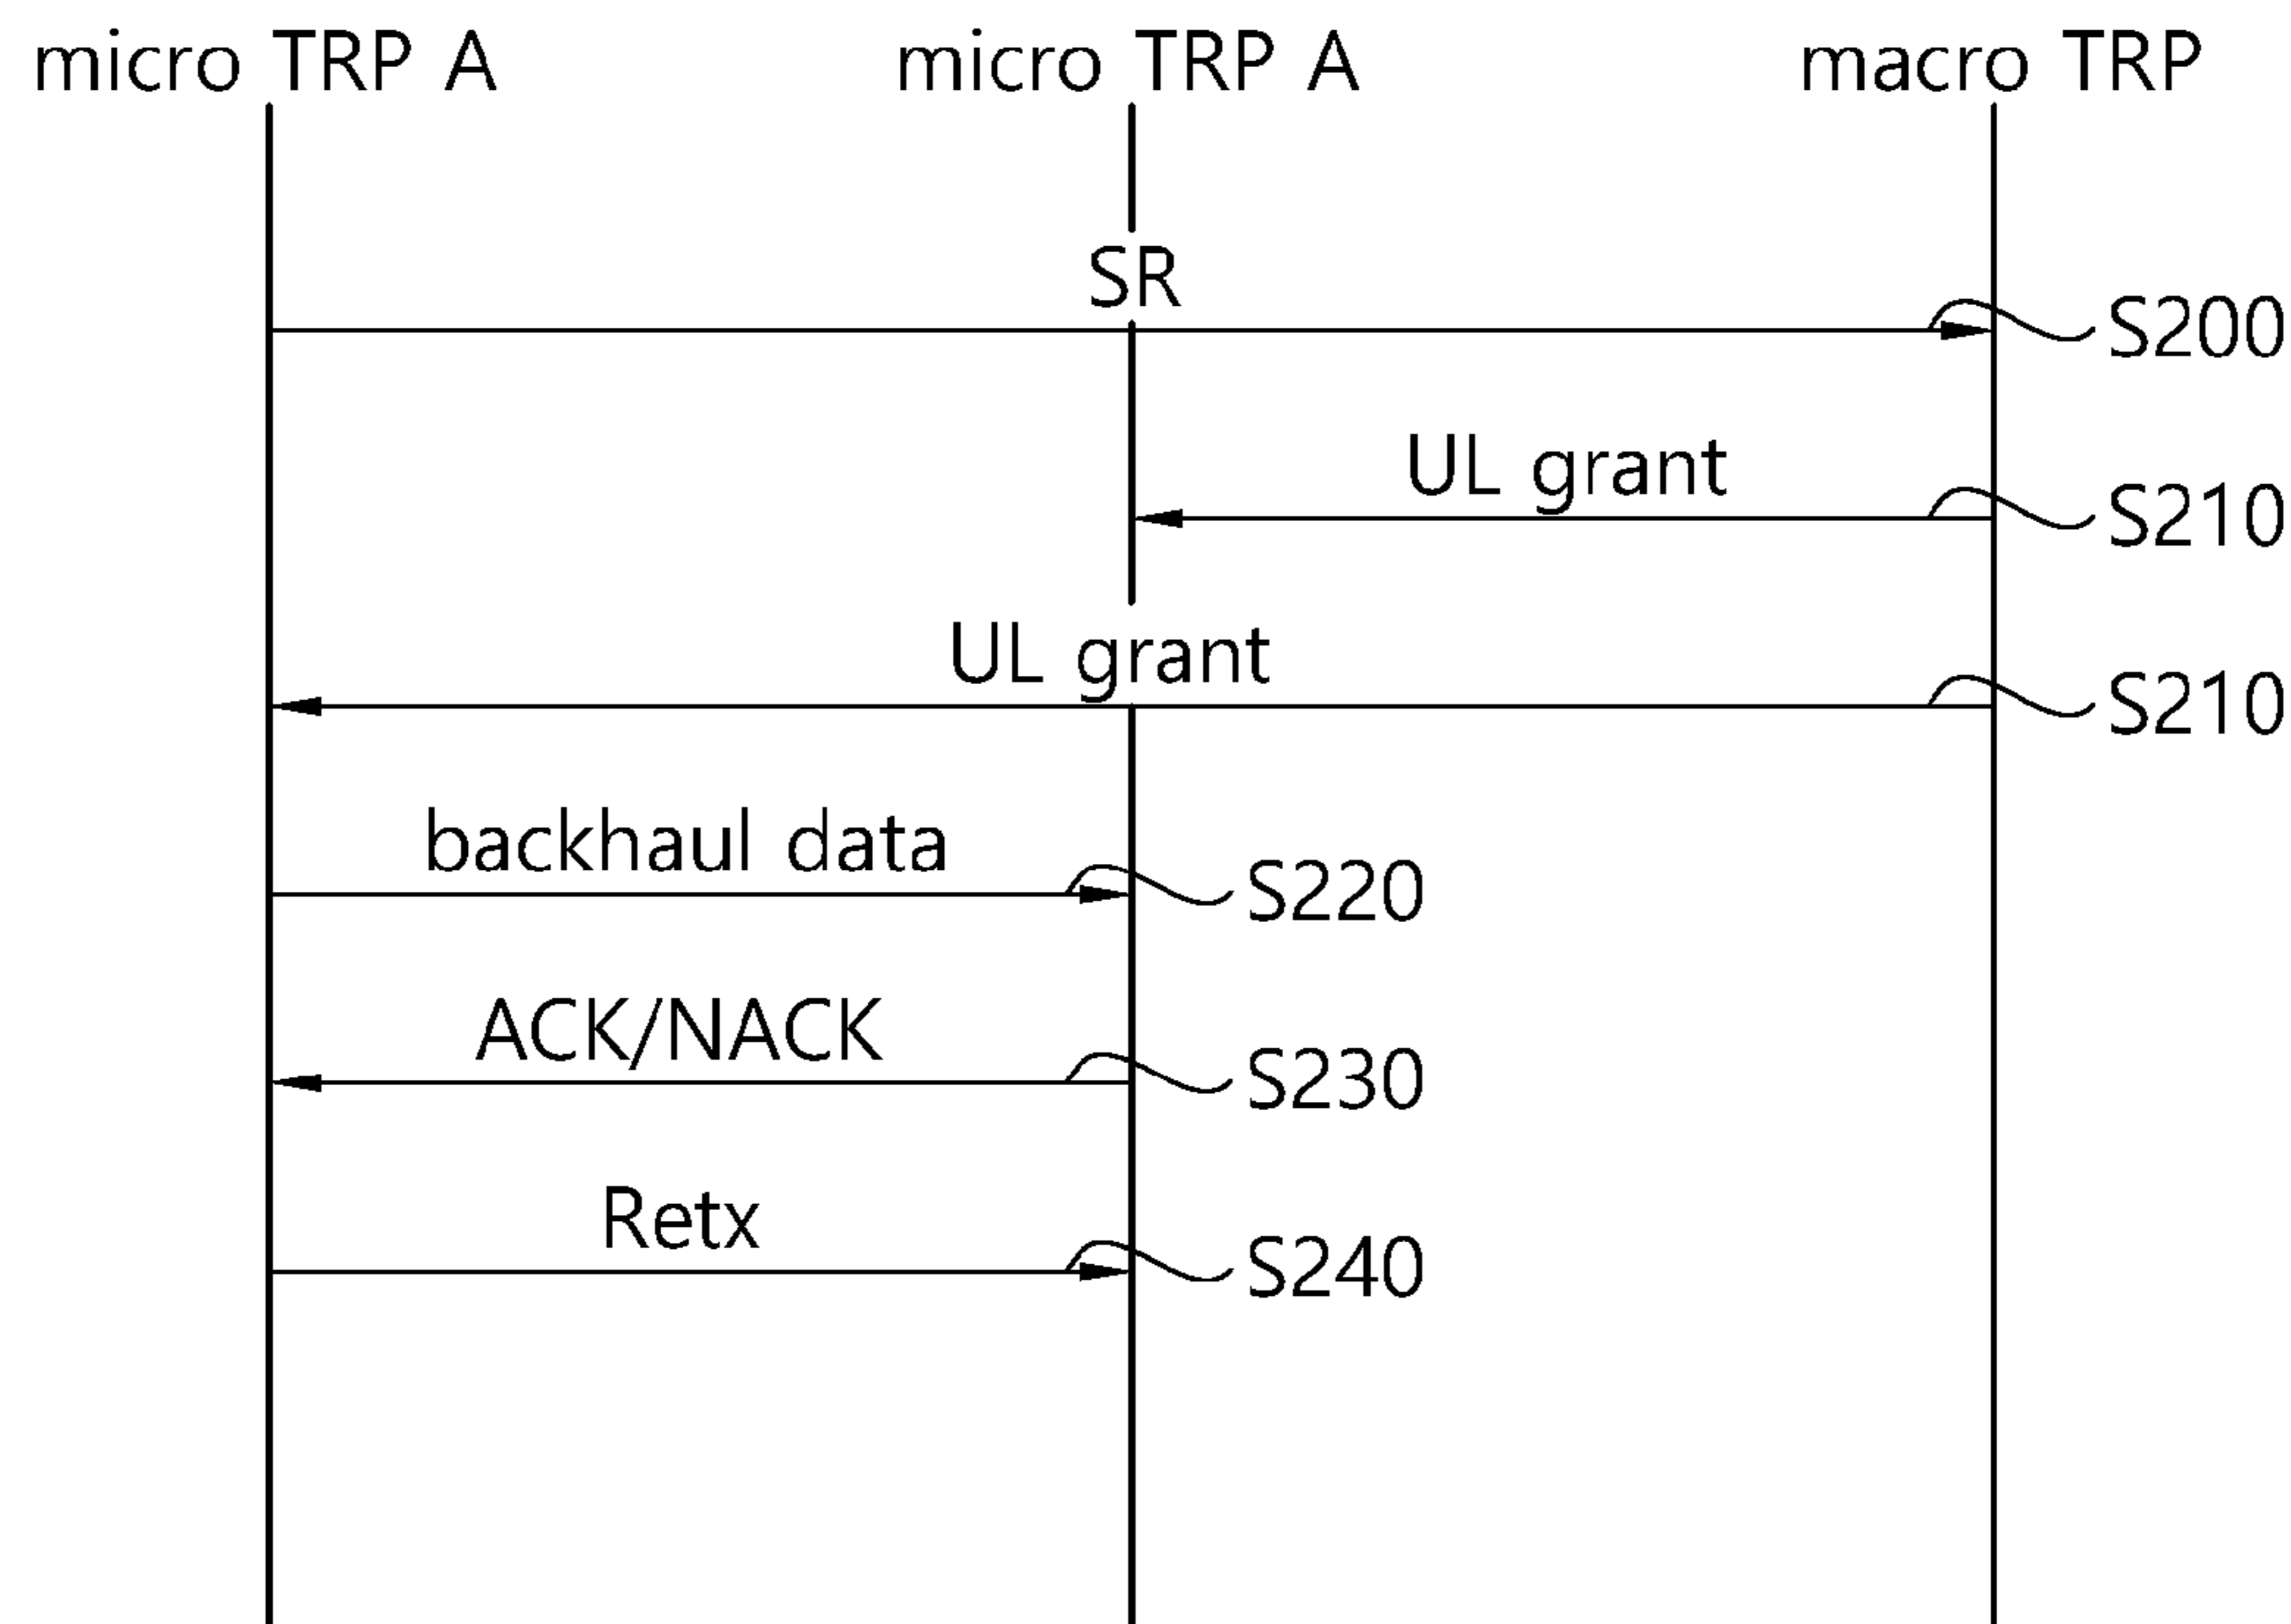 micro TRP A micro TRP A macro TRP
SR
S200
UL grant
S210
UL grant
S210
backhaul data
S220
ACK/NACK
S230
Retx
S240